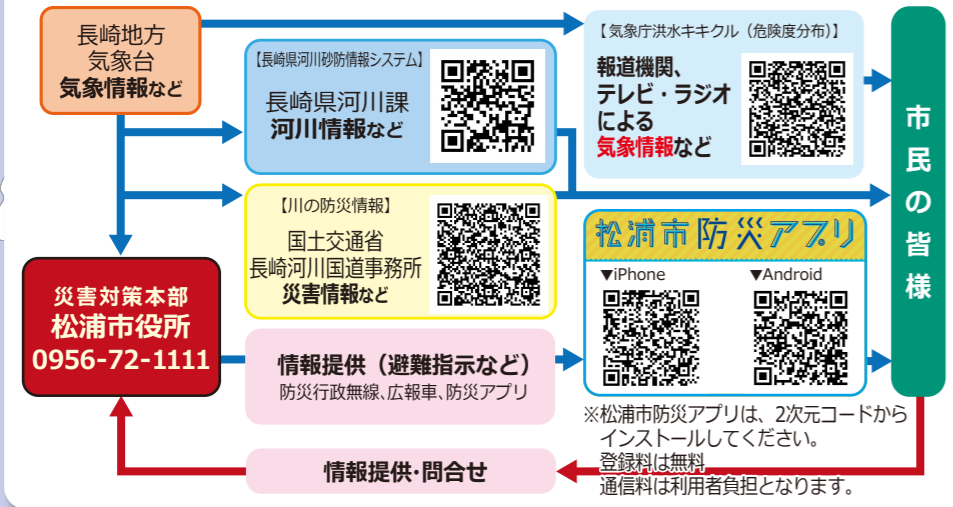 長崎地方
気象台
気象情報など
【長崎県河川砂防情報システム】
長崎県河川課
河川情報など
【気象庁洪水キキクル（危険度分布）】
報道機関、
テレビ・ラジオ
による
気象情報など
市民の皆様
【川の防災情報】
国土交通省
長崎河川国道事務所
災害情報など
松浦市防災アプリ
▼iPhone
▼Android
災害対策本部
松浦市役所
0956-72-1111
情報提供（避難指示など）
防災行政無線、広報車、防災アプリ
※松浦市防災アプリは、2次元コードから
インストールしてください。
登録料は無料
通信料は利用者負担となります。
情報提供・問合せ